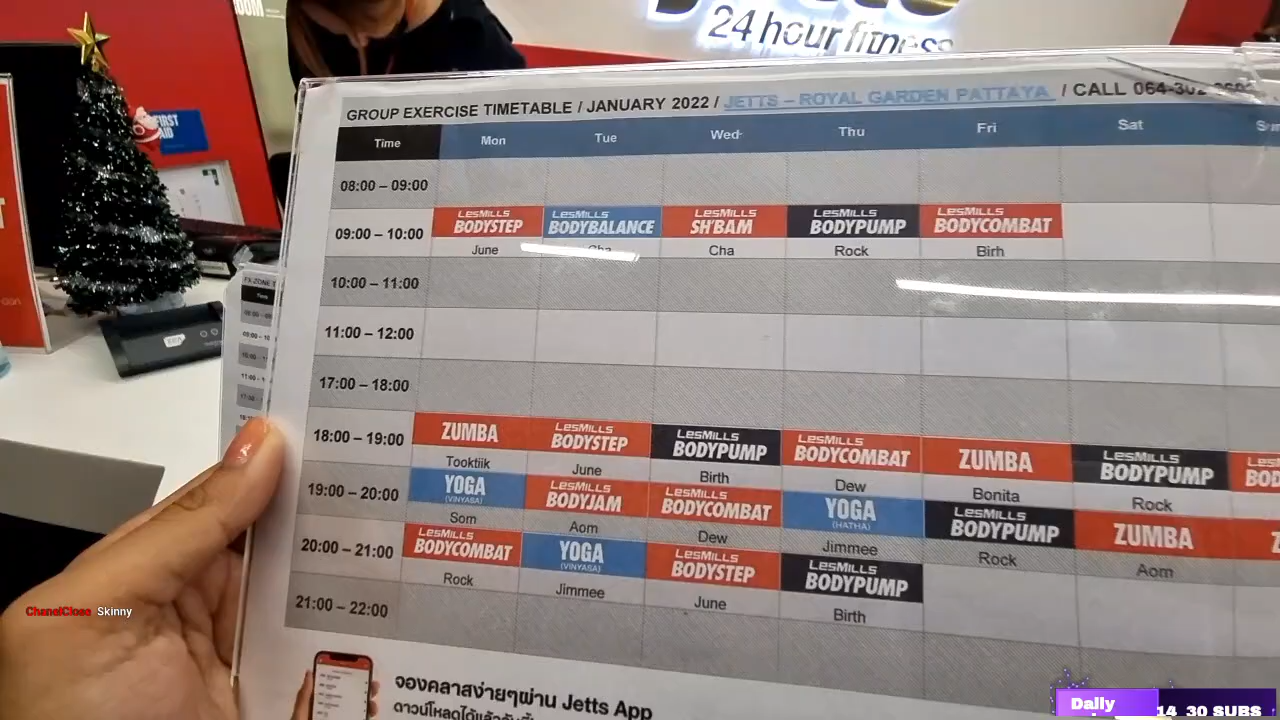 24 hour fitness
FIRST
AID
GROUP EXERCISE TIMETABLE / JANUARY 2022 / JETTS – ROYAL GARDEN PATTAYA / CALL 064-302
Time Mon Tue Wed Thu Fri Sat
08:00 – 09:00
09:00 – 10:00 LESMILLS BODYSTEP LESMILLS BODYBALANCE LESMILLS SH'BAM LESMILLS BODYPUMP LESMILLS BODYCOMBAT
June Cha Cha Rock Birh
10:00 – 11:00
11:00 – 12:00
17:00 – 18:00
18:00 – 19:00 ZUMBA LESMILLS BODYSTEP LESMILLS BODYPUMP LESMILLS BODYCOMBAT ZUMBA LESMILLS BODYPUMP
Tooktiik June Birth Dew Bonita Rock
19:00 – 20:00 YOGA (VINYASA) LESMILLS BODYJAM LESMILLS BODYCOMBAT YOGA (HATHA) LESMILLS BODYPUMP ZUMBA
Som Aom Dew Jimmee Rock Aom
20:00 – 21:00 LESMILLS BODYCOMBAT YOGA (VINYASA) LESMILLS BODYSTEP LESMILLS BODYPUMP
Rock Jimmee June Birth
21:00 – 22:00
จองคลาสง่ายๆผ่าน Jetts App
ChanelClose Skinny
Daily
14 30 SUBS